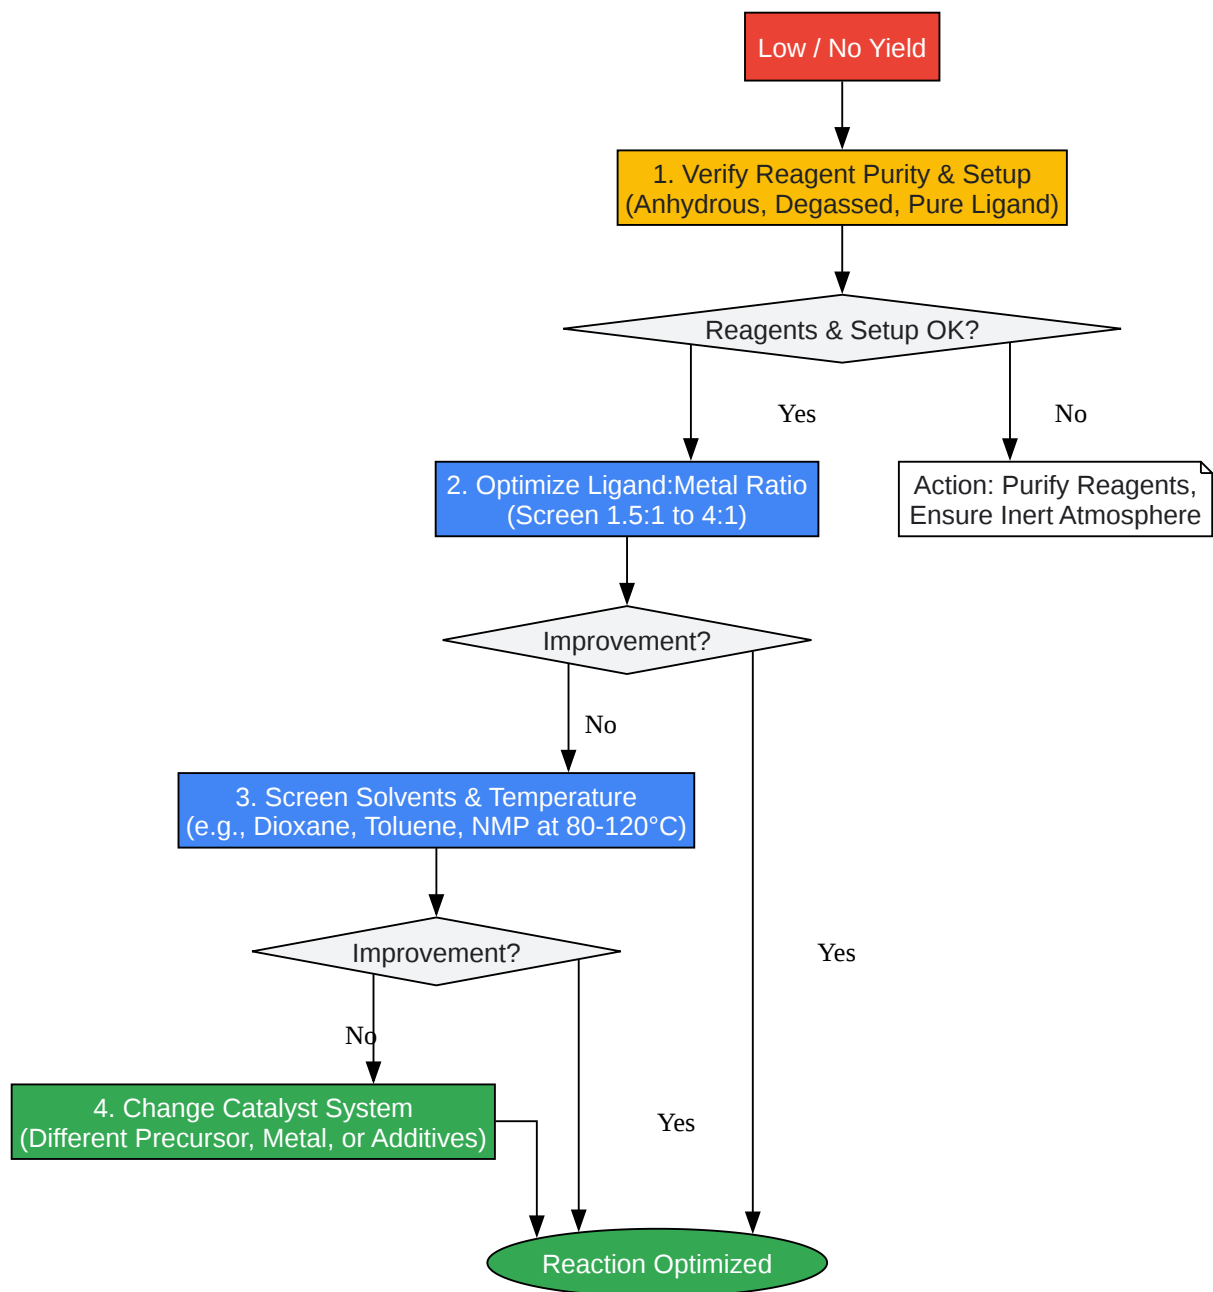 Low / No Yield
1. Verify Reagent Purity & Setup
(Anhydrous, Degassed, Pure Ligand)
Reagents & Setup OK?
Yes
No
2. Optimize Ligand:Metal Ratio
(Screen 1.5:1 to 4:1)
Action: Purify Reagents,
Ensure Inert Atmosphere
Improvement?
No
3. Screen Solvents & Temperature
(e.g., Dioxane, Toluene, NMP at 80-120°C)
Improvement?
Yes
No
4. Change Catalyst System
(Different Precursor, Metal, or Additives)
Yes
Reaction Optimized